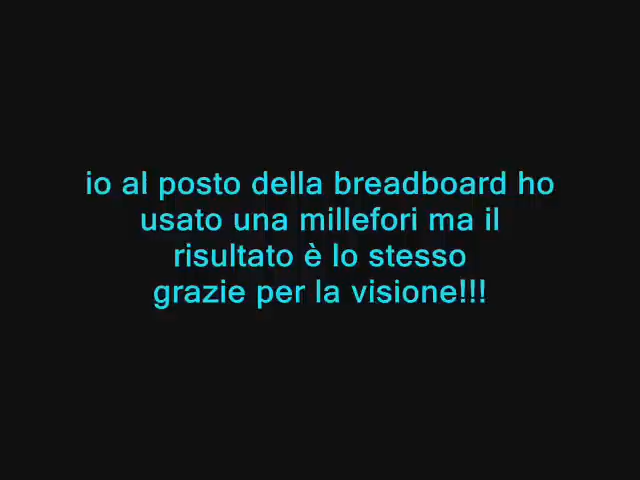 io al posto della breadboard ho
usato una millefori ma il
risultato è lo stesso
grazie per la visione!!!